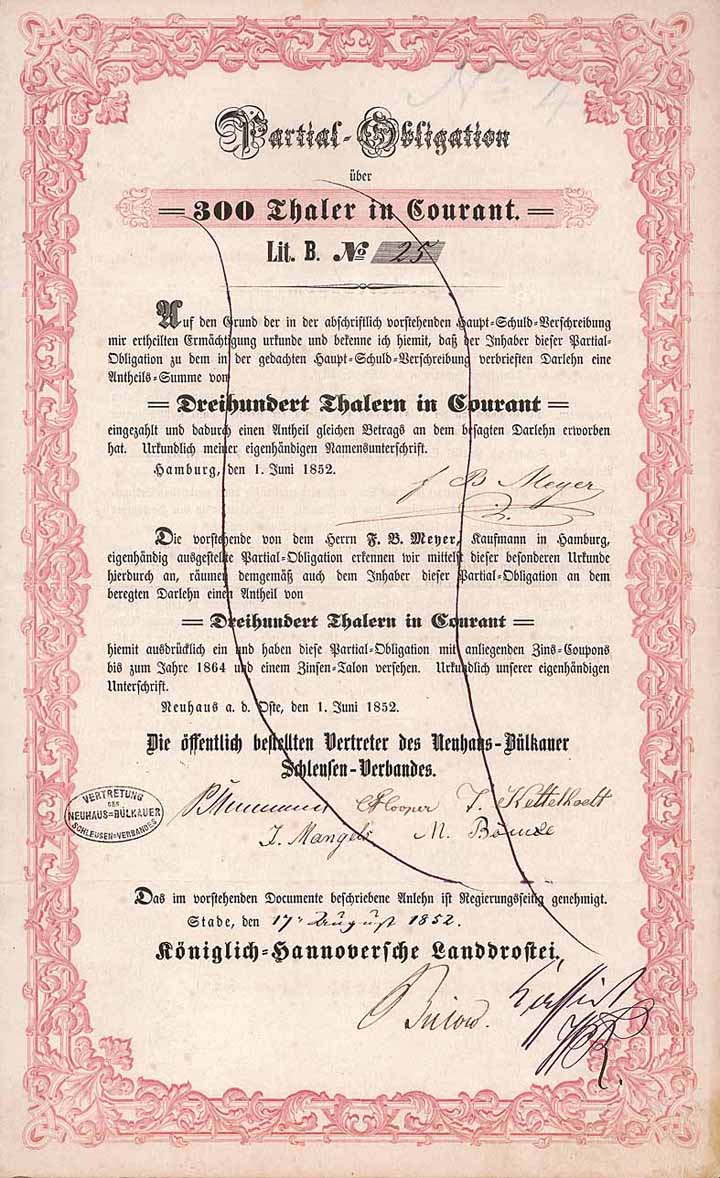 No 4
Partial-Obligation
über
300 Thaler in Courant.
Lit. B. No 25
Auf den Grund der in der abschriftlich vorstehenden Haupt-Schuld-Verschreibung
mir ertheilten Ermächtigung urkunde und bekenne ich hiemit, daß der Inhaber dieser Partial-
Obligation zu dem in der gedachten Haupt-Schuld-Verschreibung verbrieften Darlehn eine
Antheils-Summe von
Dreihundert Thalern in Courant
eingezahlt und dadurch einen Antheil gleichen Betrags an dem besagten Darlehn erworben
hat. Urkundlich meiner eigenhändigen Namensunterschrift.
Hamburg, den 1. Juni 1852.
f B Meyer
Die vorstehende von dem Herrn F. B. Meyer, Kaufmann in Hamburg,
eigenhändig ausgestellte Partial-Obligation erkennen wir mittelst dieser besonderen Urkunde
hierdurch an, räumen demgemäß auch dem Inhaber dieser Partial-Obligation an dem
beregten Darlehn einen Antheil von
Dreihundert Thalern in Courant
hiemit ausdrücklich ein und haben diese Partial-Obligation mit anliegenden Zins-Coupons
bis zum Jahre 1864 und einem Zinsen-Talon versehen. Urkundlich unserer eigenhändigen
Unterschrift.
Neuhaus a. d. Oste, den 1. Juni 1852.
Die öffentlich bestellten Vertreter des Neuhaus-Bülkauer
Schleusen-Verbandes.
VERTRETUNG
DES
NEUHAUS=BÜLKAUER
SCHLEUSEN=VERBANDES
Cooper J. Kettelhoelt
J. Mangels M.
Das im vorstehenden Documente beschriebene Anlehn ist Regierungsseitig genehmigt.
Stade, den 17ᵗ August 1852.
Königlich-Hannoversche Landdrostei.
Bülow. Kassirt